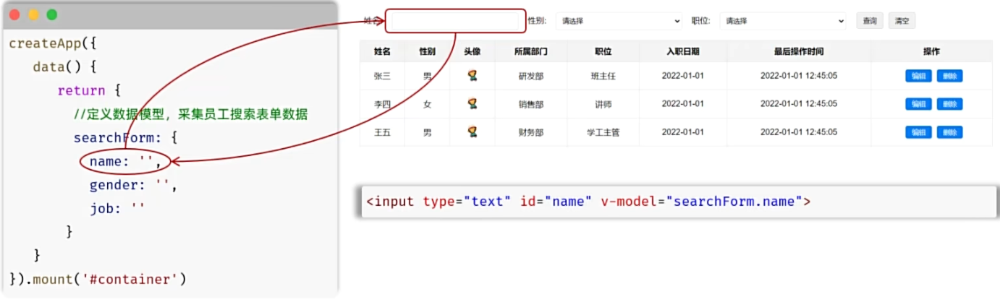 createApp({
data() {
return {
//定义数据模型，采集员工搜索表单数据
searchForm: {
name: '',
gender: '',
job: ''
}
}
}).mount('#container')
姓名 性别: 请选择 职位: 请选择 查询 清空
姓名 性别 头像 所属部门 职位 入职日期 最后操作时间 操作
张三 男 研发部 班主任 2022-01-01 2022-01-01 12:45:05 编辑 删除
李四 女 销售部 讲师 2022-01-01 2022-01-01 12:45:05 编辑 删除
王五 男 财务部 学工主管 2022-01-01 2022-01-01 12:45:05 编辑 删除
<input type="text" id="name" v-model="searchForm.name">